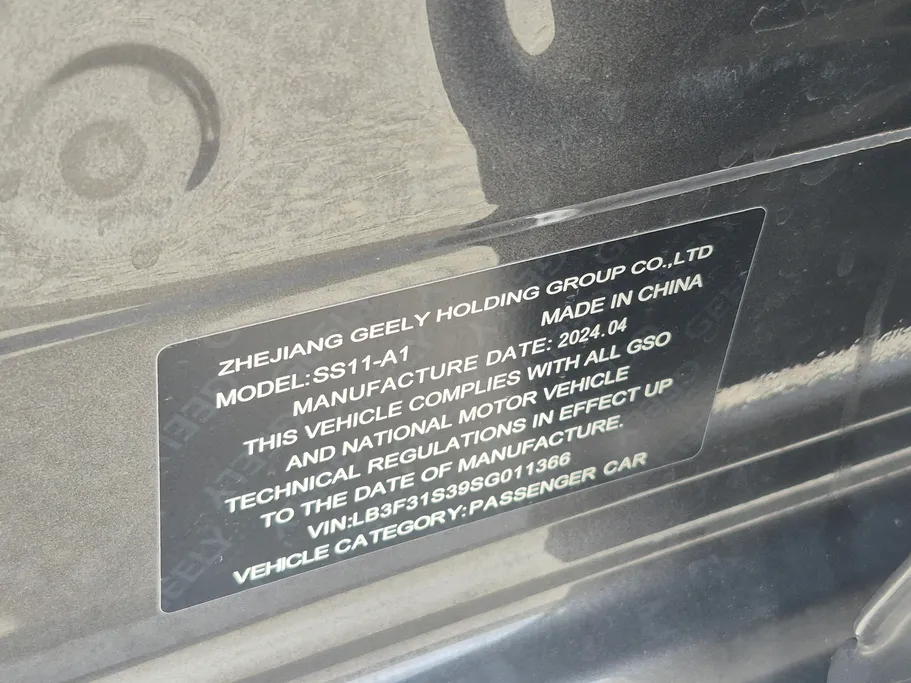 ZHEJIANG GEELY HOLDING GROUP CO.,LTD
MODEL:SS11-A1 MADE IN CHINA
MANUFACTURE DATE: 2024.04
THIS VEHICLE COMPLIES WITH ALL GSO
AND NATIONAL MOTOR VEHICLE
TECHNICAL REGULATIONS IN EFFECT UP
TO THE DATE OF MANUFACTURE.
VIN:LB3F31S39SG011366
VEHICLE CATEGORY:PASSENGER CAR